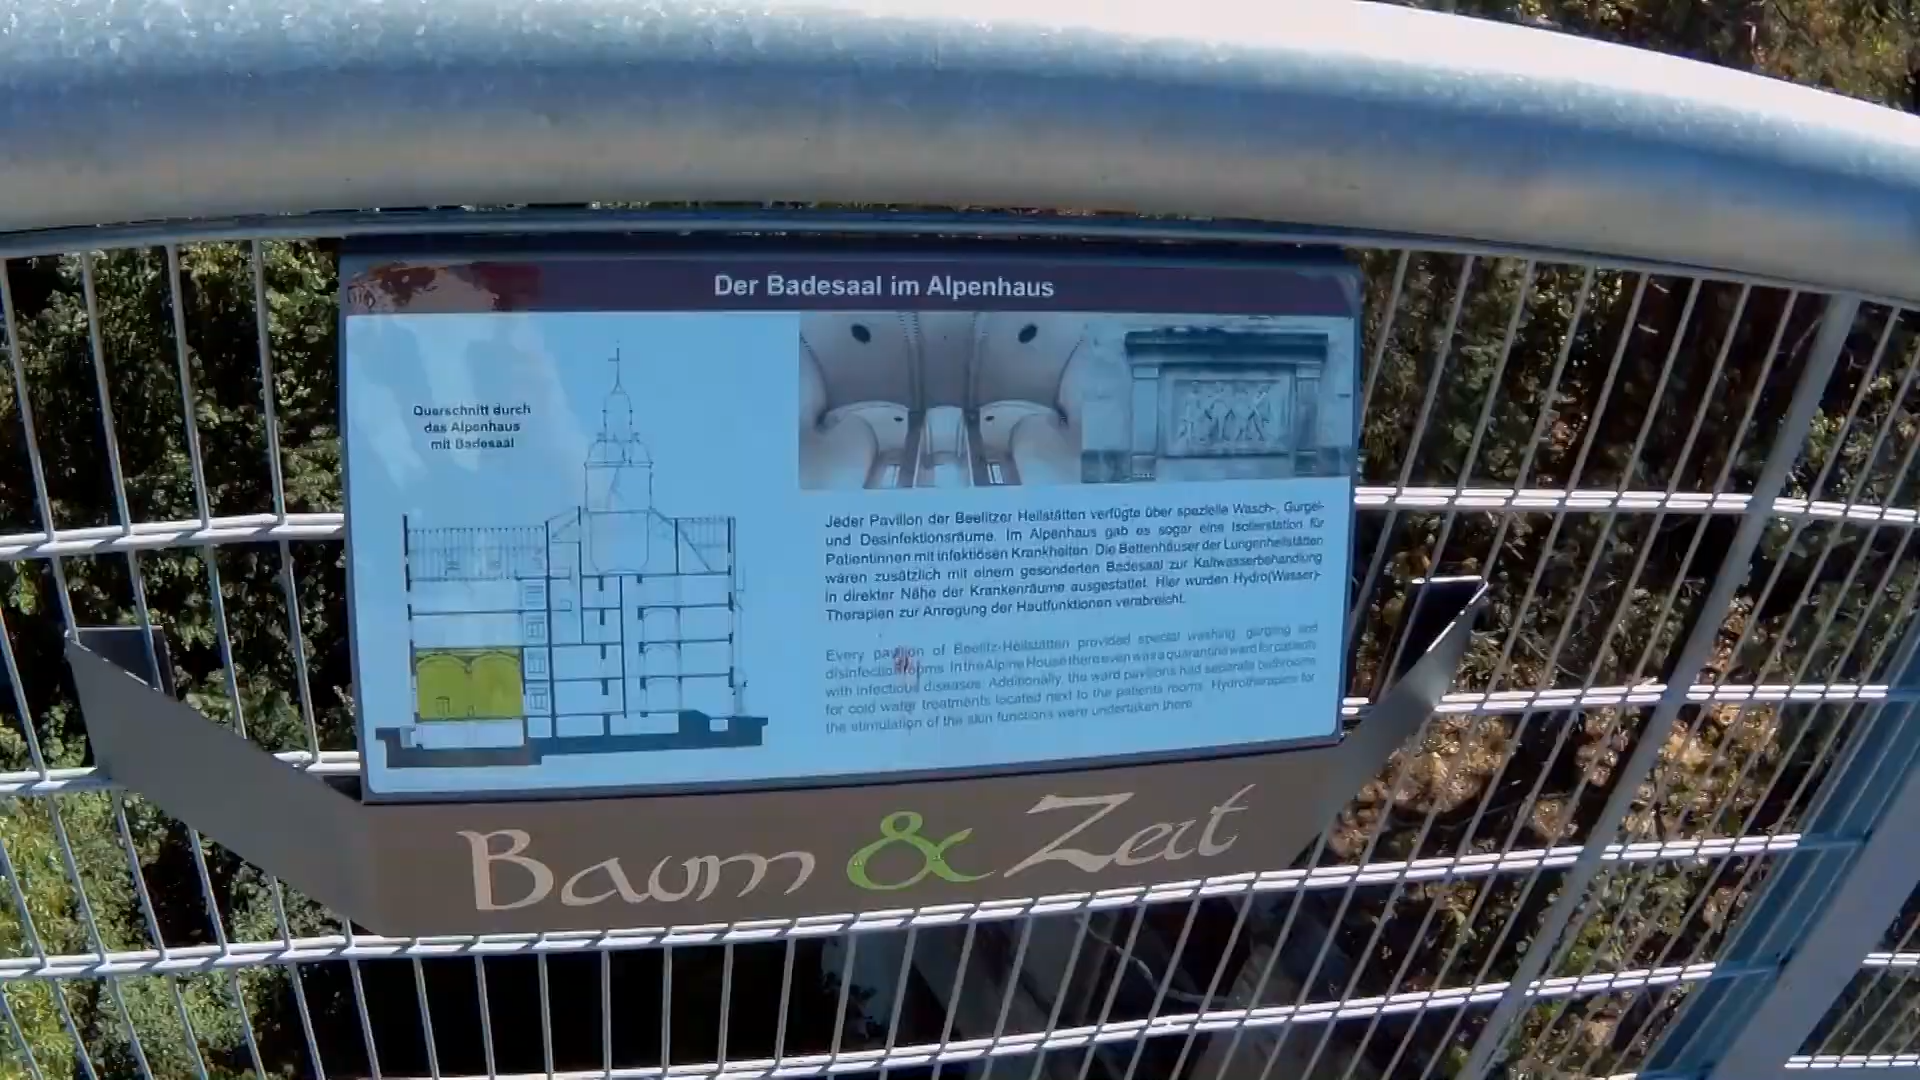 Der Badesaal im Alpenhaus
Querschnitt durch
das Alpenhaus
mit Badesaal
Jeder Pavillon der Beelitzer Heilstätten verfügte über spezielle Wasch-, Gurgel-
und Desinfektionsräume. Im Alpenhaus gab es sogar eine Isolierstation für
Patientinnen mit infektiösen Krankheiten. Die Bettenhäuser der Lungenheilstätten
waren zusätzlich mit einem gesonderten Badesaal zur Kaltwasserbehandlung
in direkter Nähe der Krankenräume ausgestattet. Hier wurden Hydro(Wasser)-
Therapien zur Anregung der Hautfunktionen verabreicht.
Every pavilion of Beelitz-Heilstätten provided special washing, gurgling and
disinfection rooms. In the Alpine House there even was a quarantine ward for patients
with infectious diseases. Additionally, the ward pavilions had separate bathrooms
for cold water treatments located next to the patients rooms. Hydrotherapies for
the stimulation of the skin functions were undertaken there.
Baum & Zeit